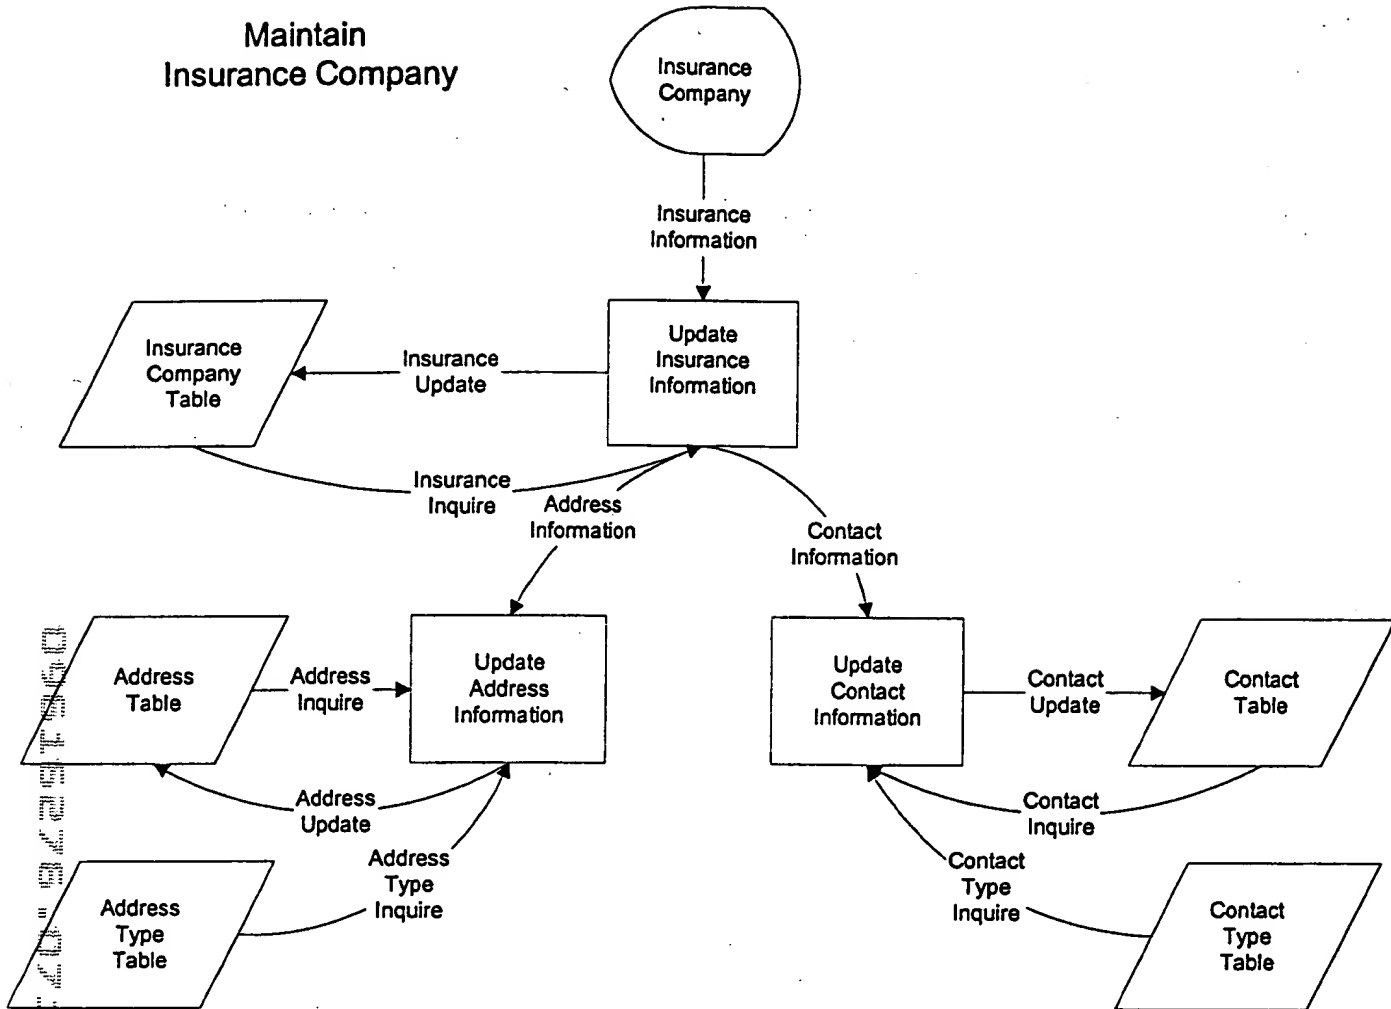 Maintain
Insurance Company
Insurance
Company
Insurance
Information
Insurance
Company
Table
Insurance
Update
Update
Insurance
Information
Insurance
Inquire
Address
Information
Contact
Information
Address
Table
Address
Inquire
Update
Address
Information
Update
Contact
Information
Contact
Update
Contact
Table
Address
Update
Contact
Inquire
Address
Type
Inquire
Contact
Type
Inquire
Address
Type
Table
Contact
Type
Table